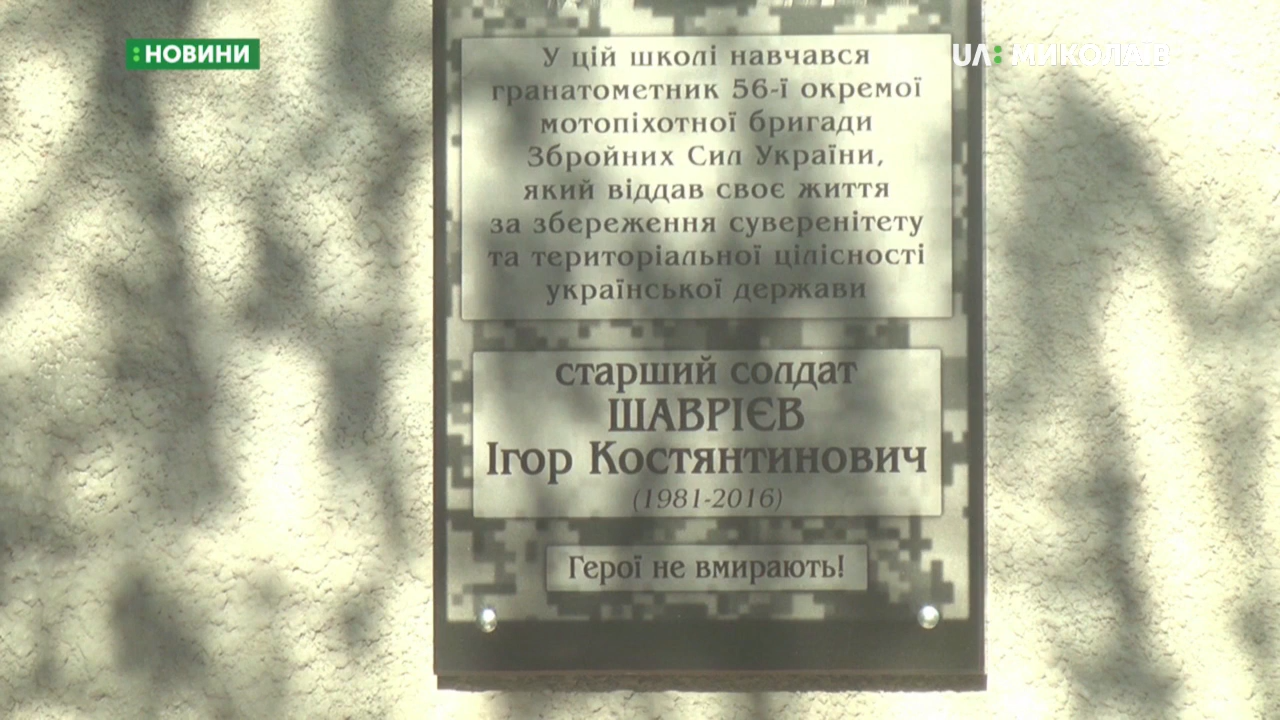 :НОВИНИ
UA: МИКОЛАЇВ
У цій школі навчався
гранатометник 56-ї окремої
мотопіхотної бригади
Збройних Сил України,
який віддав своє життя
за збереження суверенітету
та територіальної цілісності
української держави
старший солдат
ШАВРІЄВ
Ігор Костянтинович
(1981-2016)
Герої не вмирають!